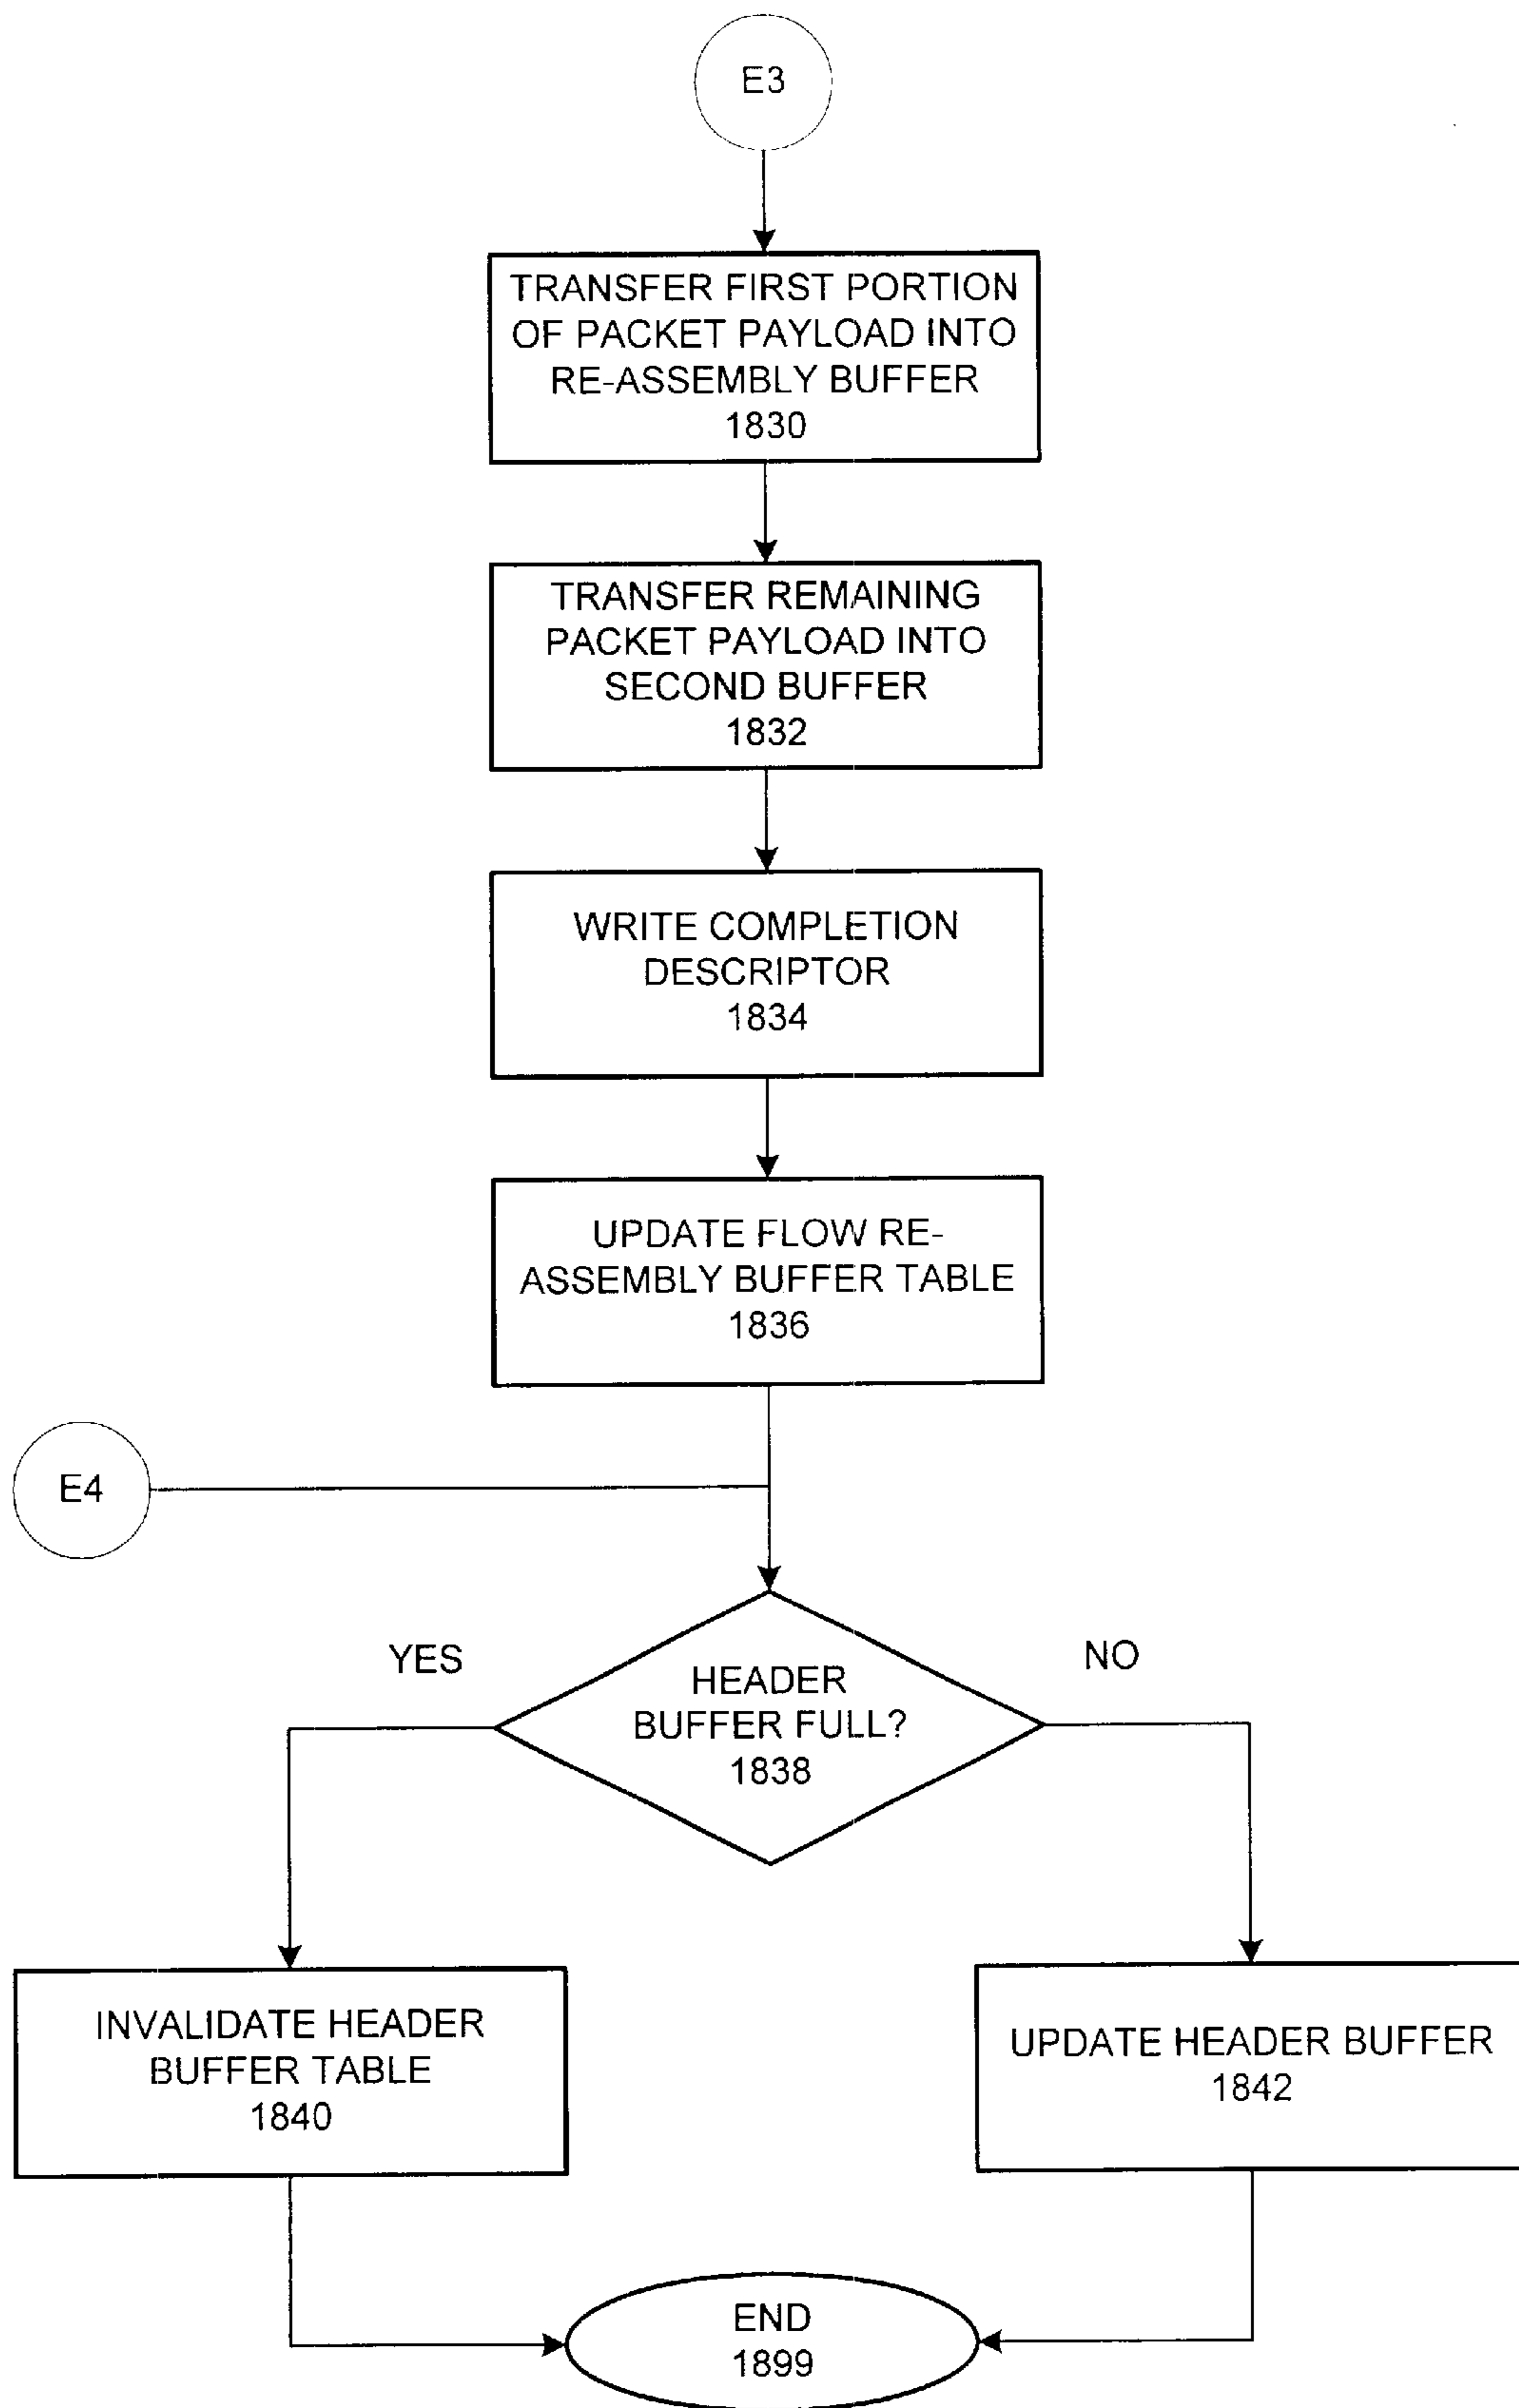 E3
TRANSFER FIRST PORTION
OF PACKET PAYLOAD INTO
RE-ASSEMBLY BUFFER
1830
TRANSFER REMAINING
PACKET PAYLOAD INTO
SECOND BUFFER
1832
WRITE COMPLETION
DESCRIPTOR
1834
UPDATE FLOW RE-
ASSEMBLY BUFFER TABLE
1836
E4
YES
NO
HEADER
BUFFER FULL?
1838
INVALIDATE HEADER
BUFFER TABLE
1840
UPDATE HEADER BUFFER
1842
END
1899